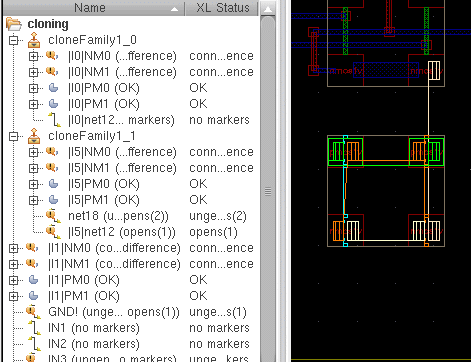 Name XL Status
cloning
cloneFamily1_0
|I0|NM0 (...fference) conn...ence
|I0|NM1 (...fference) conn...ence
|I0|PM0 (OK) OK
|I0|PM1 (OK) OK
|I0|net12... markers) no markers
cloneFamily1_1
|I5|NM0 (...fference) conn...ence
|I5|NM1 (...fference) conn...ence
|I5|PM0 (OK) OK
|I5|PM1 (OK) OK
net18 (u...pens(2)) unge...s(2)
|I5|net12 (opens(1)) opens(1)
|I1|NM0 (co...difference) conn...ence
|I1|NM1 (co...difference) conn...ence
|I1|PM0 (OK) OK
|I1|PM1 (OK) OK
GND! (unge... opens(1)) unge...s(1)
IN1 (no markers) no markers
IN2 (no markers) no markers
IN3 (ungen...o markers) unge...kers